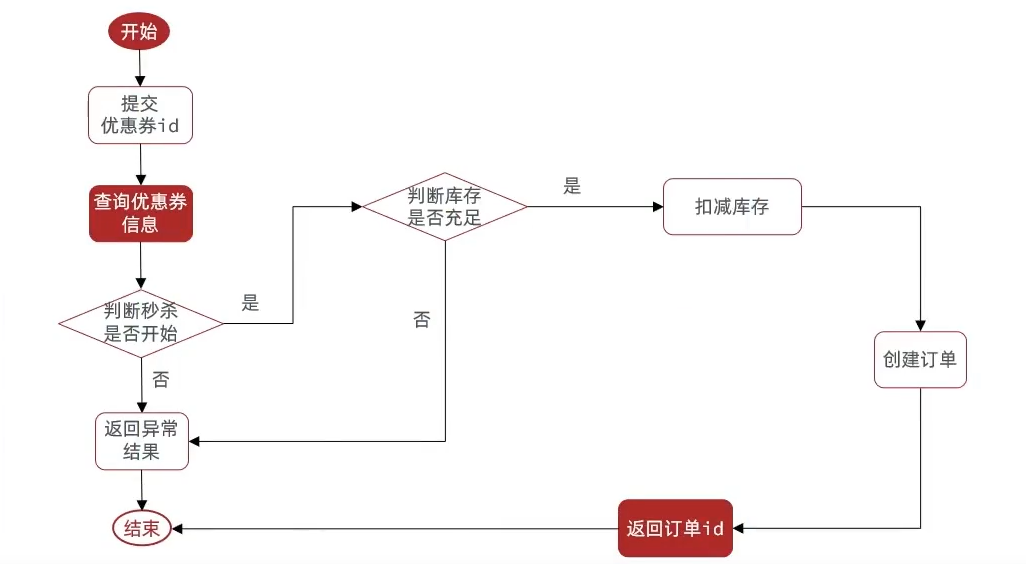 开始
提交
优惠券id
查询优惠券
信息
判断秒杀
是否开始
是
否
返回异常
结果
结束
判断库存
是否充足
是
否
扣减库存
创建订单
返回订单id